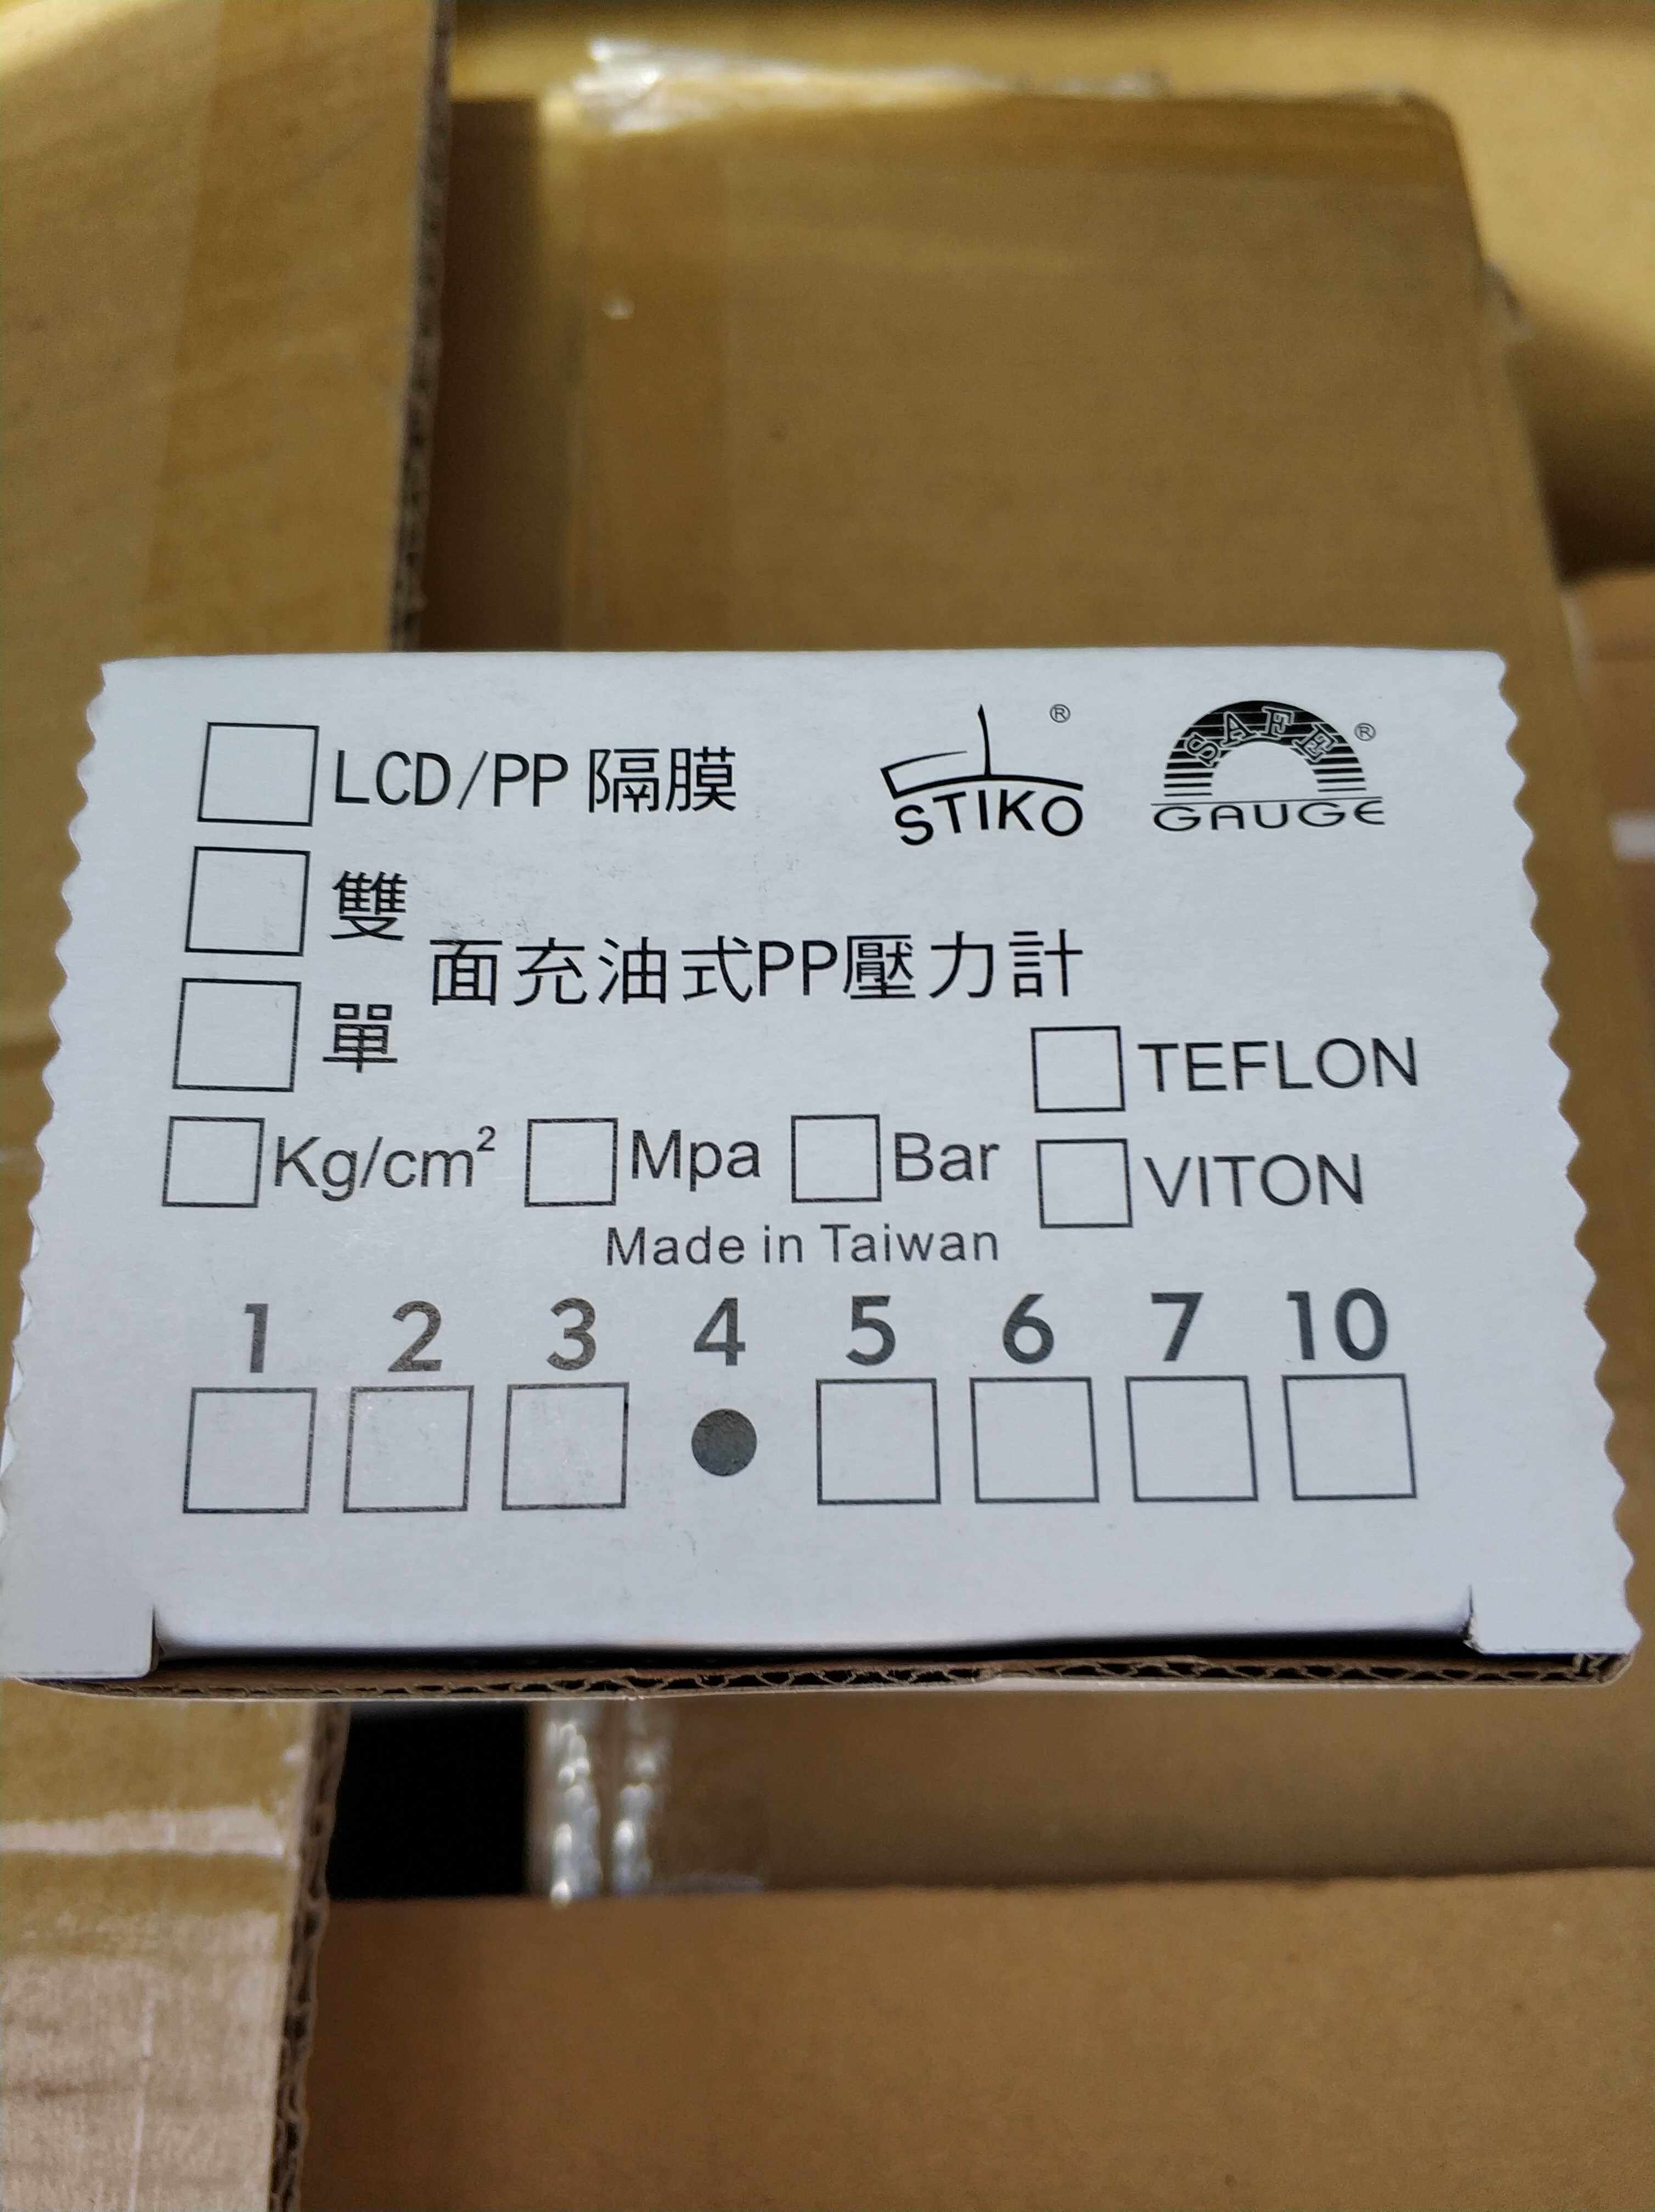 LCD/PP 隔膜
STIKO ®
SAFE ®
GAUGE
雙
面充油式PP壓力計
單
TEFLON
Kg/cm² Mpa Bar
VITON
Made in Taiwan
1 2 3 4 5 6 7 10